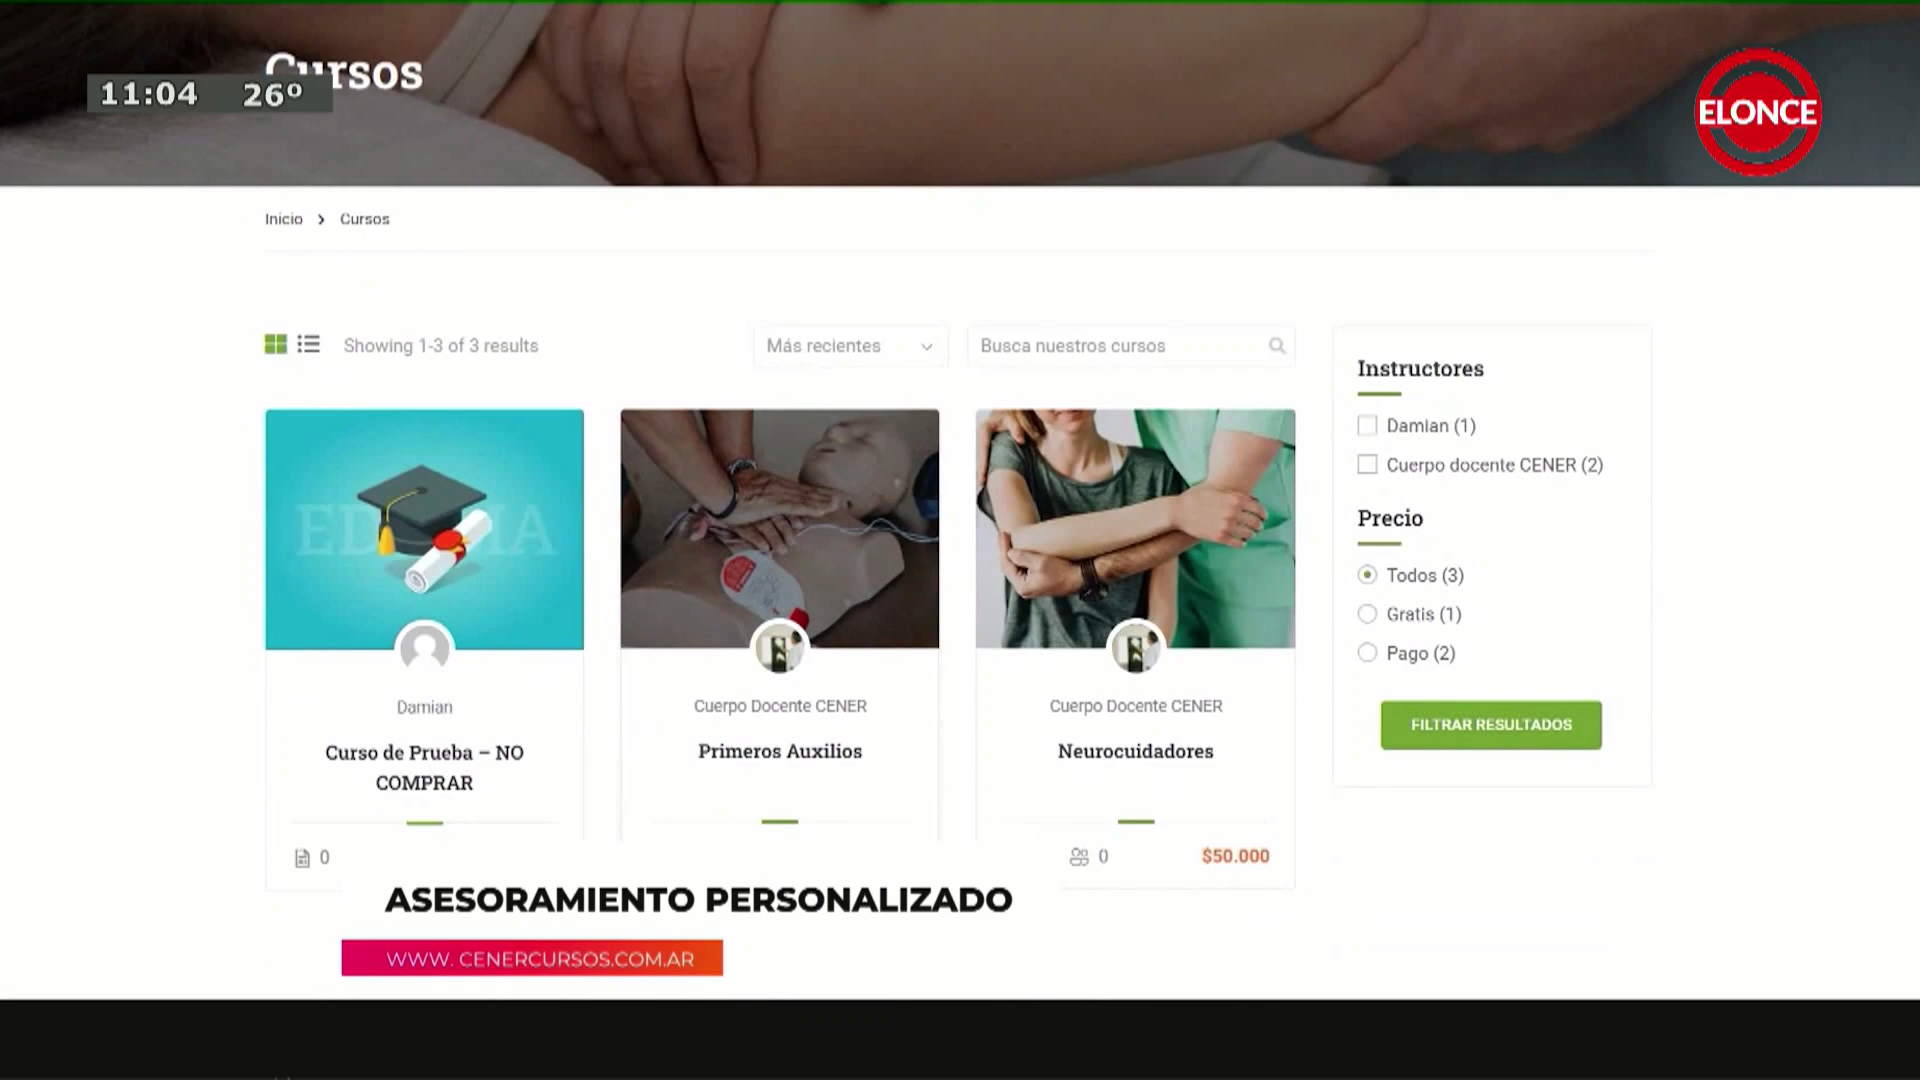 Cursos
11:04 26º
ELONCE
Inicio > Cursos
Showing 1-3 of 3 results
Más recientes
Busca nuestros cursos
Damian
Curso de Prueba – NO
COMPRAR
0
Cuerpo Docente CENER
Primeros Auxilios
Cuerpo Docente CENER
Neurocuidadores
0
$50.000
Instructores
Damian (1)
Cuerpo docente CENER (2)
Precio
Todos (3)
Gratis (1)
Pago (2)
FILTRAR RESULTADOS
ASESORAMIENTO PERSONALIZADO
WWW. CENERCURSOS.COM.AR